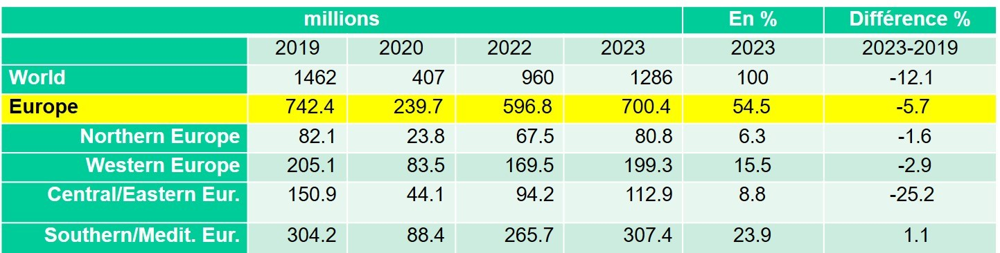 millions En % Différence %
2019 2020 2022 2023 2023 2023-2019
World 1462 407 960 1286 100 -12.1
Europe 742.4 239.7 596.8 700.4 54.5 -5.7
Northern Europe 82.1 23.8 67.5 80.8 6.3 -1.6
Western Europe 205.1 83.5 169.5 199.3 15.5 -2.9
Central/Eastern Eur. 150.9 44.1 94.2 112.9 8.8 -25.2
Southern/Medit. Eur. 304.2 88.4 265.7 307.4 23.9 1.1